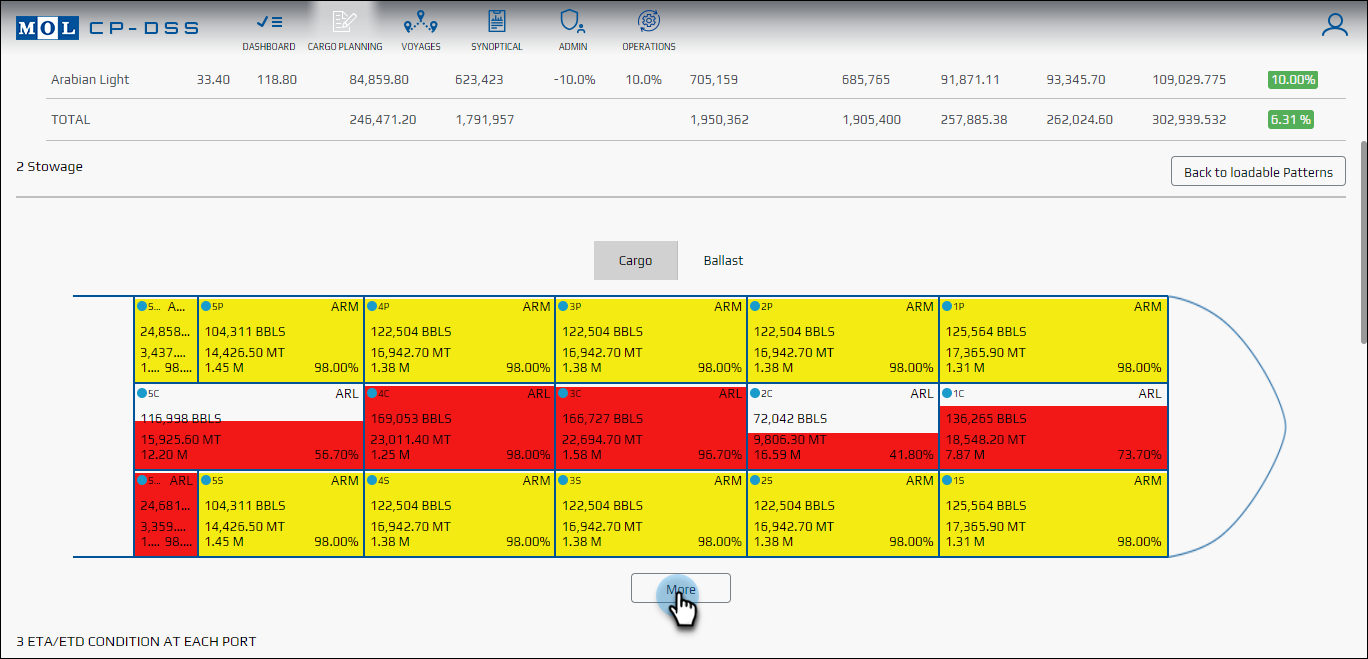 MOL CP-DSS
DASHBOARD CARGO PLANNING VOYAGES SYNOPTICAL ADMIN OPERATIONS
Arabian Light 33.40 118.80 84,859.80 623,423 -10.0% 10.0% 705,159 685,765 91,871.11 93,345.70 109,029.775 10.00%
TOTAL 246,471.20 1,791,957 1,950,362 1,905,400 257,885.38 262,024.60 302,939.532 6.31 %
2 Stowage
Back to loadable Patterns
Cargo Ballast
5... A... 5P ARM 4P ARM 3P ARM 2P ARM 1P ARM
24,858... 104,311 BBLS 122,504 BBLS 122,504 BBLS 122,504 BBLS 125,564 BBLS
3,437.... 14,426.50 MT 16,942.70 MT 16,942.70 MT 16,942.70 MT 17,365.90 MT
1.... 98.... 1.45 M 98.00% 1.38 M 98.00% 1.38 M 98.00% 1.38 M 98.00% 1.31 M 98.00%
5C ARL 4C ARL 3C ARL 2C ARL 1C ARL
116,998 BBLS 169,053 BBLS 166,727 BBLS 72,042 BBLS 136,265 BBLS
15,925.60 MT 23,011.40 MT 22,694.70 MT 9,806.30 MT 18,548.20 MT
12.20 M 56.70% 1.25 M 98.00% 1.58 M 96.70% 16.59 M 41.80% 7.87 M 73.70%
5... ARL 5S ARM 4S ARM 3S ARM 2S ARM 1S ARM
24,681... 104,311 BBLS 122,504 BBLS 122,504 BBLS 122,504 BBLS 125,564 BBLS
3,359.... 14,426.50 MT 16,942.70 MT 16,942.70 MT 16,942.70 MT 17,365.90 MT
1.... 98.... 1.45 M 98.00% 1.38 M 98.00% 1.38 M 98.00% 1.38 M 98.00% 1.31 M 98.00%
More
3 ETA/ETD CONDITION AT EACH PORT